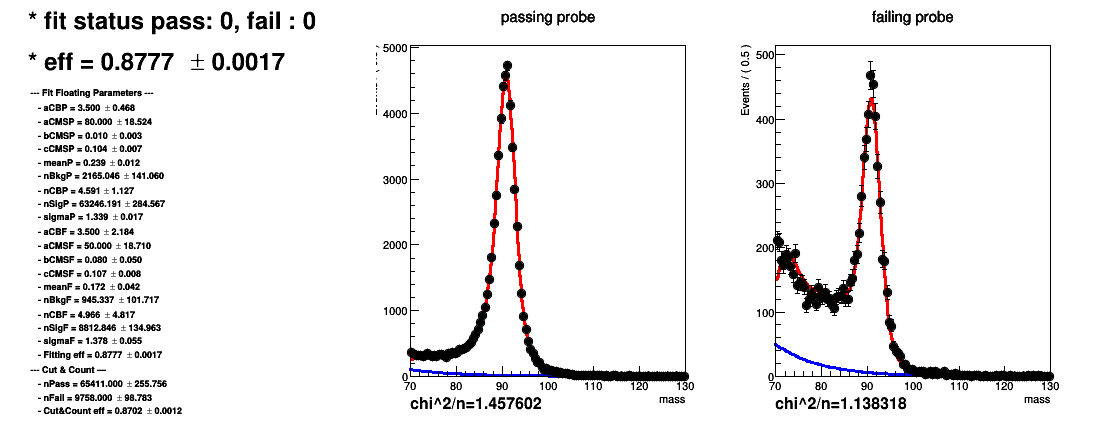 * fit status pass: 0, fail : 0
* eff = 0.8777 ± 0.0017
--- Fit Floating Parameters ---
- aCBP = 3.500 ± 0.468
- aCMSP = 80.000 ± 18.524
- bCMSP = 0.010 ± 0.003
- cCMSP = 0.104 ± 0.007
- meanP = 0.239 ± 0.012
- nBkgP = 2165.046 ± 141.060
- nCBP = 4.591 ± 1.127
- nSigP = 63246.191 ± 284.567
- sigmaP = 1.339 ± 0.017
- aCBF = 3.500 ± 2.184
- aCMSF = 50.000 ± 18.710
- bCMSF = 0.080 ± 0.050
- cCMSF = 0.107 ± 0.008
- meanF = 0.172 ± 0.042
- nBkgF = 945.337 ± 101.717
- nCBF = 4.966 ± 4.817
- nSigF = 8812.846 ± 134.963
- sigmaF = 1.378 ± 0.055
- Fitting eff = 0.8777 ± 0.0017
--- Cut & Count ---
- nPass = 65411.000 ± 255.756
- nFail = 9758.000 ± 98.783
- Cut&Count eff = 0.8702 ± 0.0012
passing probe
5000
4000
3000
2000
1000
0
70 80 90 100 110 120 130
mass
chi^2/n=1.457602
failing probe
Events / ( 0.5 )
500
400
300
200
100
0
70 80 90 100 110 120 130
mass
chi^2/n=1.138318